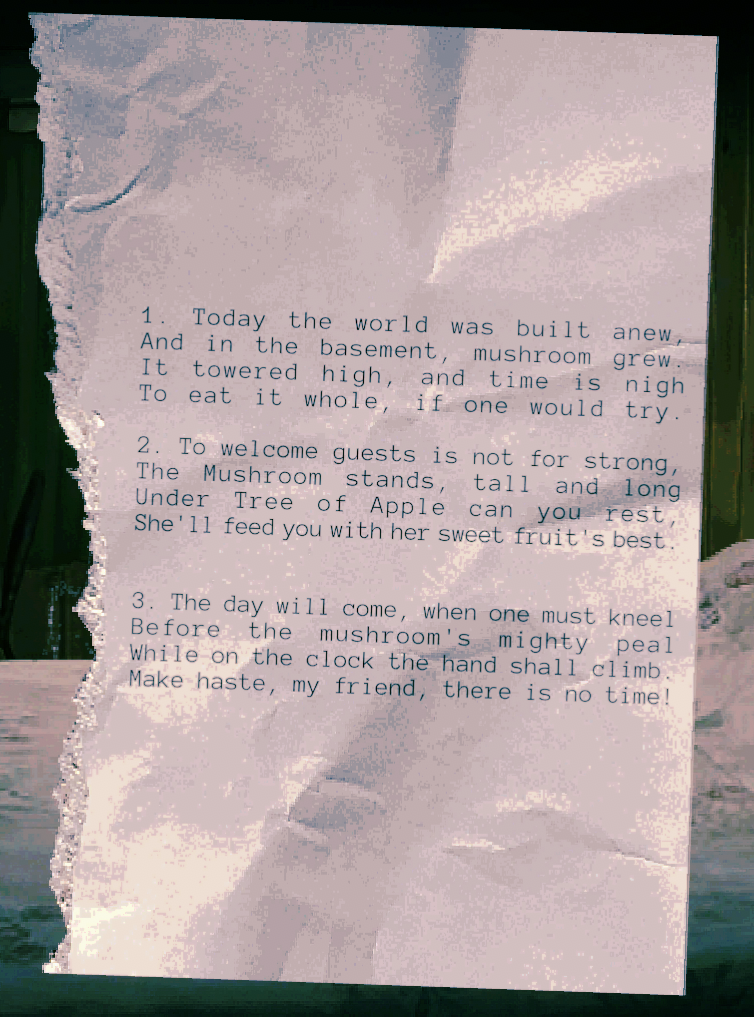 1. Today the world was built anew,
And in the basement, mushroom grew.
It towered high, and time is nigh
To eat it whole, if one would try.
2. To welcome guests is not for strong,
The Mushroom stands, tall and long
Under Tree of Apple can you rest,
She'll feed you with her sweet fruit's best.
3. The day will come, when one must kneel
Before the mushroom's mighty peal
While on the clock the hand shall climb.
Make haste, my friend, there is no time!